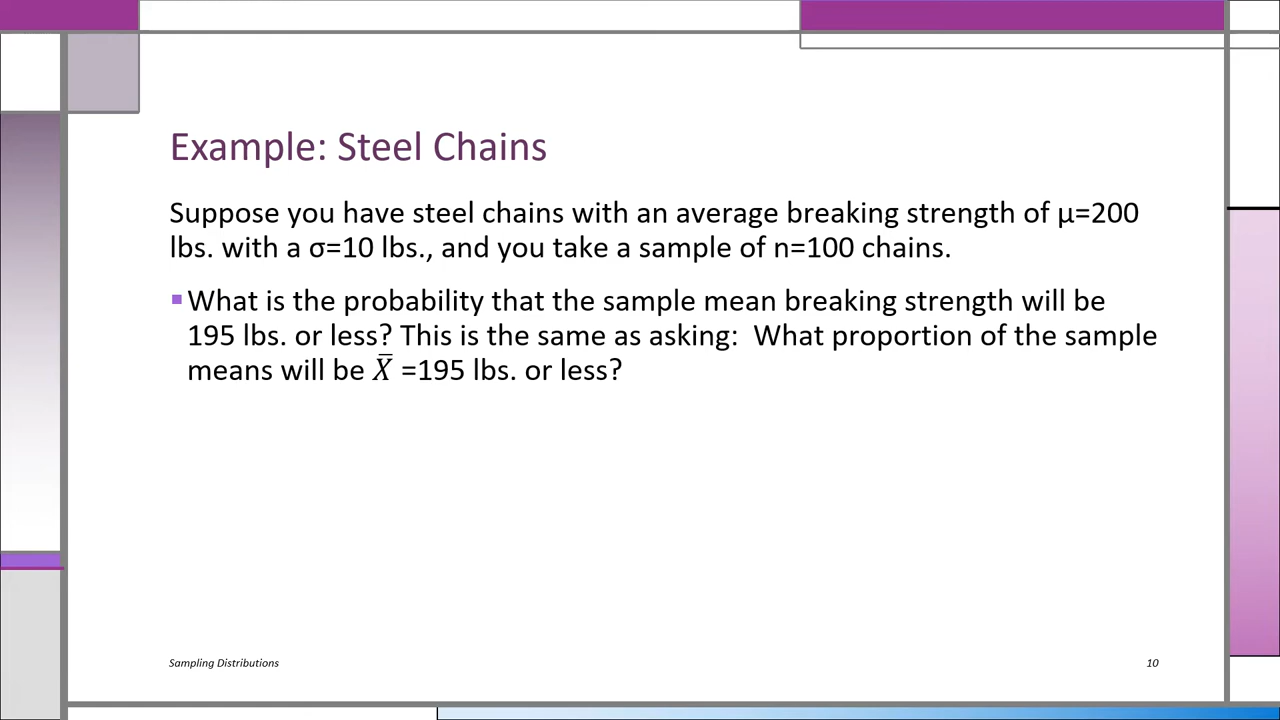 Example: Steel Chains
Suppose you have steel chains with an average breaking strength of μ=200
lbs. with a σ=10 lbs., and you take a sample of n=100 chains.
▪What is the probability that the sample mean breaking strength will be
195 lbs. or less? This is the same as asking:  What proportion of the sample
means will be X̄ =195 lbs. or less?
Sampling Distributions
10